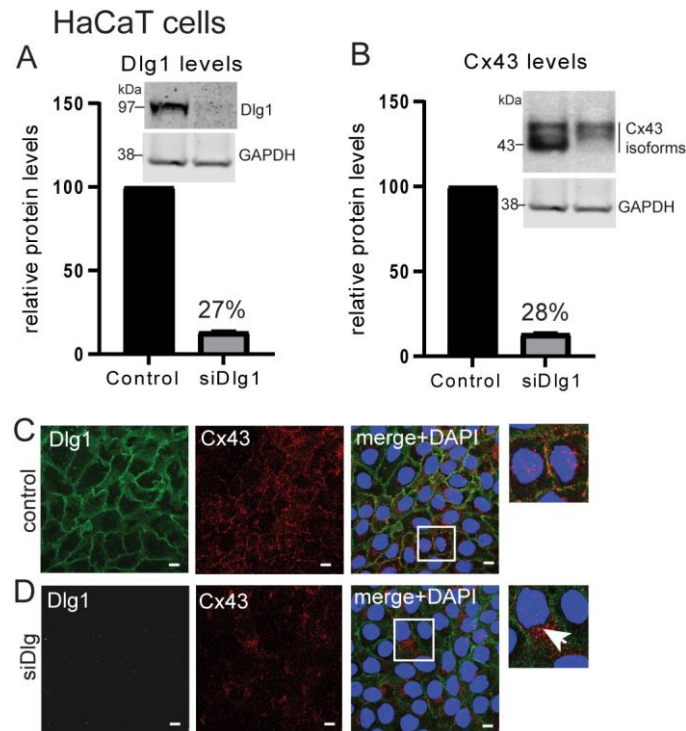 HaCaT cells
A
Dlg1 levels
kDa
97
Dlg1
38
GAPDH
relative protein levels
150
100
50
0
27%
Control
siDlg1
B
Cx43 levels
kDa
43
Cx43
isoforms
38
GAPDH
relative protein levels
150
100
50
0
28%
Control
siDlg1
C
control
Dlg1
Cx43
merge+DAPI
D
siDlg
Dlg1
Cx43
merge+DAPI